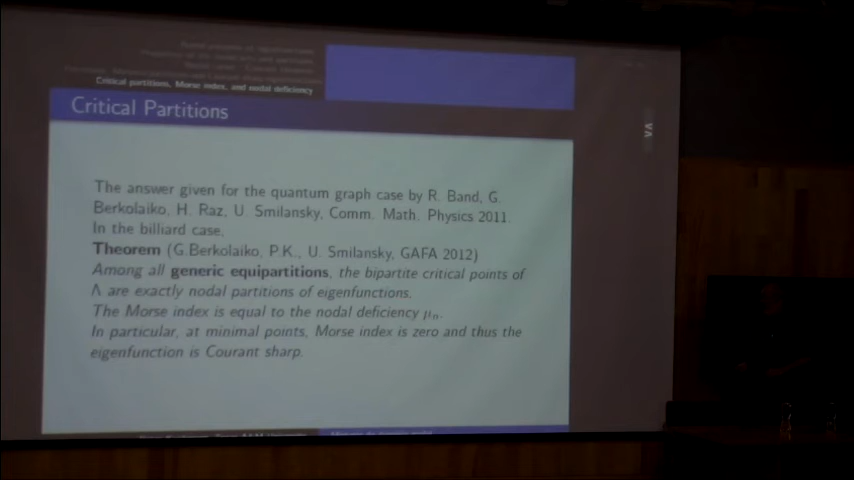 Critical partitions, Morse index, and nodal deficiency
Critical Partitions
The answer given for the quantum graph case by R. Band, G.
Berkolaiko, H. Raz, U. Smilansky, Comm. Math. Physics 2011.
In the billiard case,
Theorem (G.Berkolaiko, P.K., U. Smilansky, GAFA 2012)
Among all generic equipartitions, the bipartite critical points of
Λ are exactly nodal partitions of eigenfunctions.
The Morse index is equal to the nodal deficiency μₙ.
In particular, at minimal points, Morse index is zero and thus the
eigenfunction is Courant sharp.